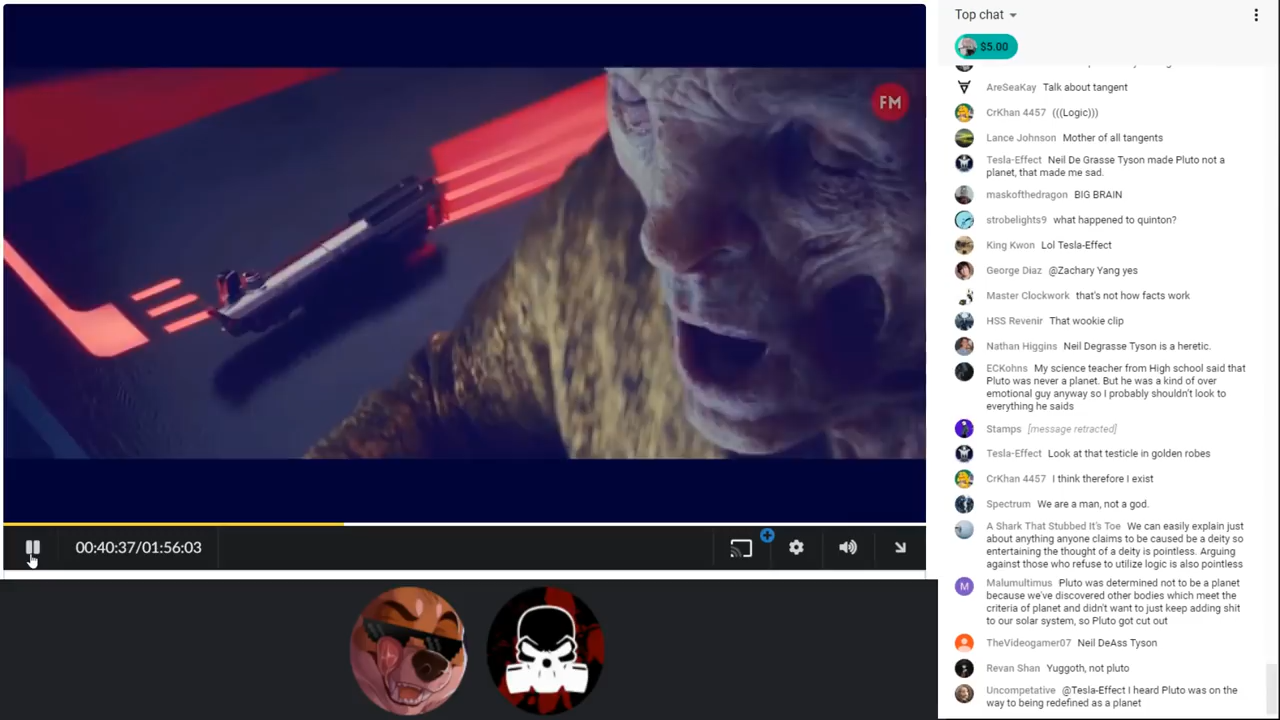 Top chat
$5.00
FM
AreSeaKay Talk about tangent
CrKhan 4457 (((Logic)))
Lance Johnson Mother of all tangents
Tesla-Effect Neil De Grasse Tyson made Pluto not a
planet, that made me sad.
maskofthedragon BIG BRAIN
strobelights9 what happened to quinton?
King Kwon Lol Tesla-Effect
George Diaz @Zachary Yang yes
Master Clockwork that's not how facts work
HSS Revenir That wookie clip
Nathan Higgins Neil Degrasse Tyson is a heretic.
ECKohns My science teacher from High school said that
Pluto was never a planet. But he was a kind of over
emotional guy anyway so I probably shouldn't look to
everything he saids
Stamps [message retracted]
Tesla-Effect Look at that testicle in golden robes
CrKhan 4457 I think therefore I exist
Spectrum We are a man, not a god.
A Shark That Stubbed It's Toe We can easily explain just
about anything anyone claims to be caused be a deity so
entertaining the thought of a deity is pointless. Arguing
against those who refuse to utilize logic is also pointless
M Malumultimus Pluto was determined not to be a planet
because we've discovered other bodies which meet the
criteria of planet and didn't want to just keep adding shit
to our solar system, so Pluto got cut out
TheVideogamer07 Neil DeAss Tyson
Revan Shan Yuggoth, not pluto
Uncompetative @Tesla-Effect I heard Pluto was on the
way to being redefined as a planet
00:40:37/01:56:03